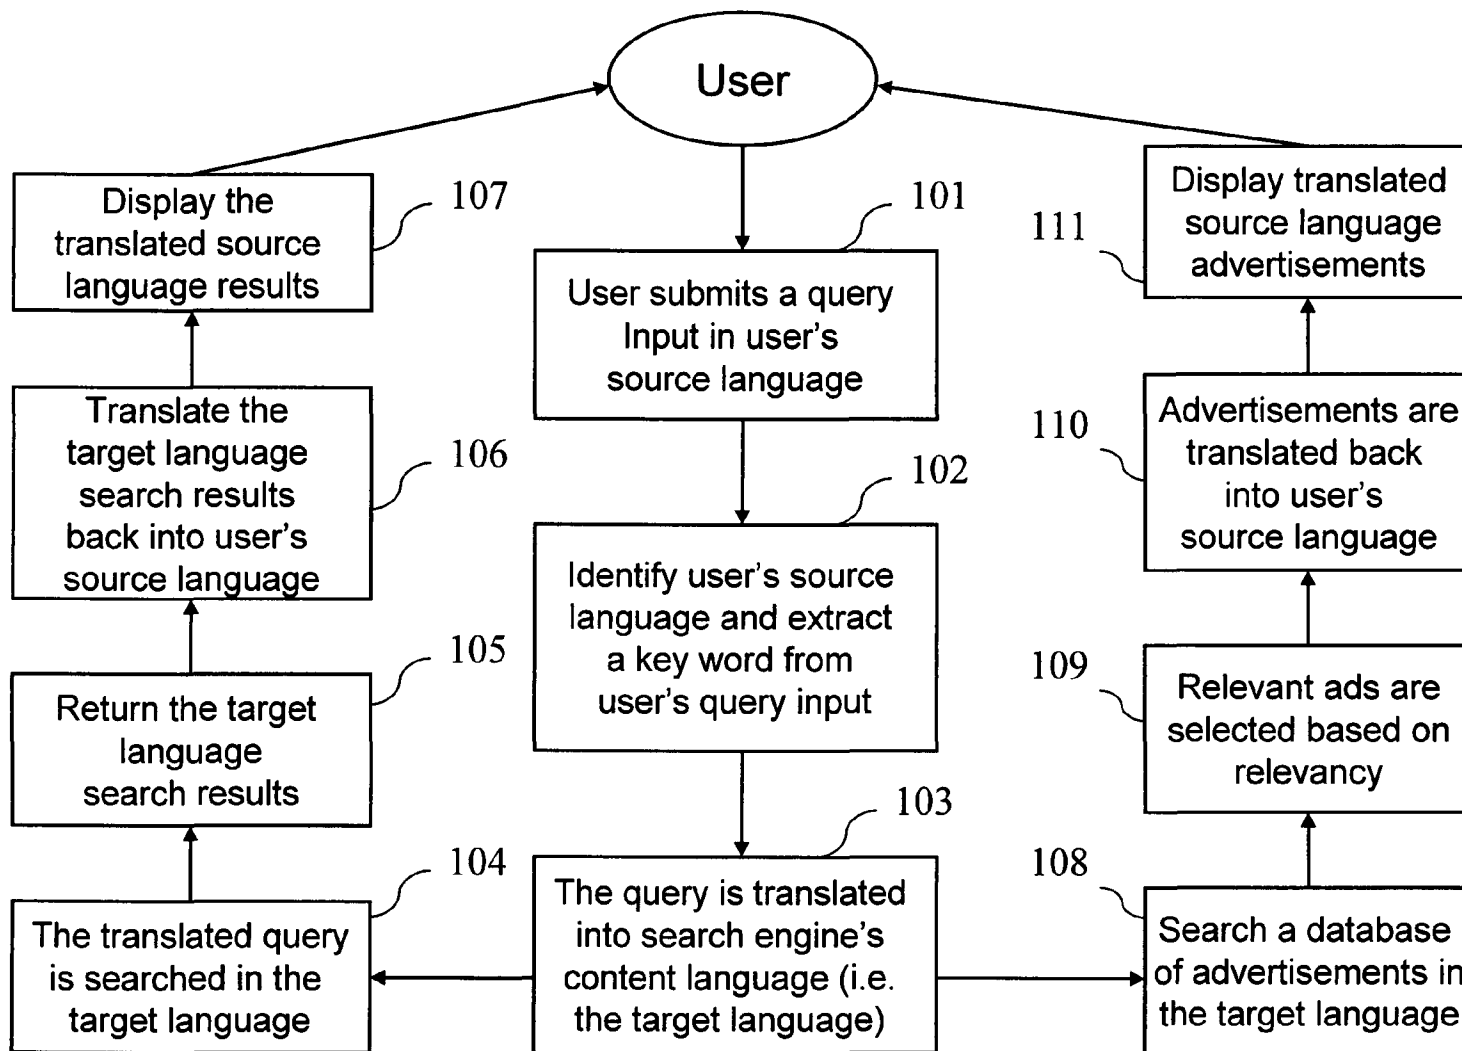 User
101
User submits a query
Input in user's
source language
102
Identify user's source
language and extract
a key word from
user's query input
103
The query is translated
into search engine's
content language (i.e.
the target language)
104
The translated query
is searched in the
target language
105
Return the target
language
search results
106
Translate the
target language
search results
back into user's
source language
107
Display the
translated source
language results
108
Search a database
of advertisements in
the target language
109
Relevant ads are
selected based on
relevancy
110
Advertisements are
translated back
into user's
source language
111
Display translated
source language
advertisements